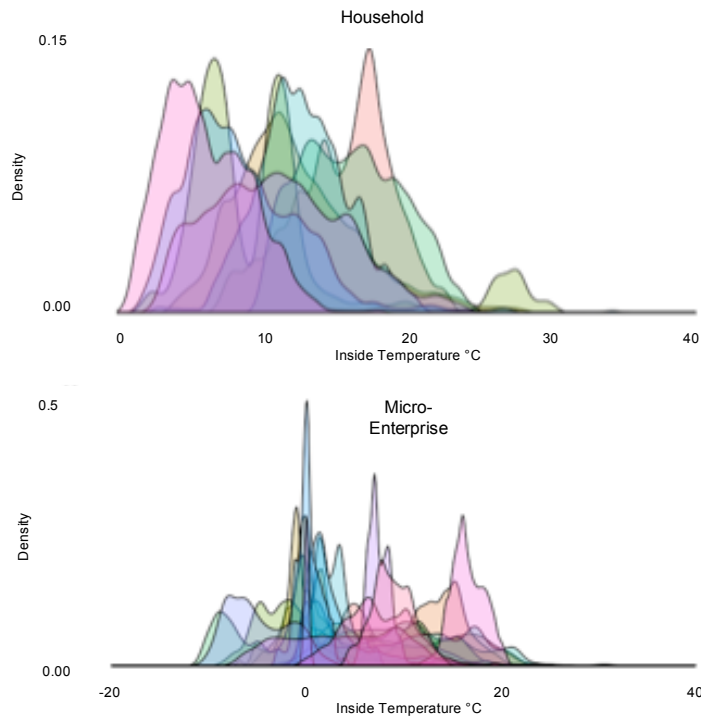 Household
0.15
Density
0.00
0
10
20
30
40
Inside Temperature °C
0.5
Micro-
Enterprise
Density
0.00
-20
0
20
40
Inside Temperature °C